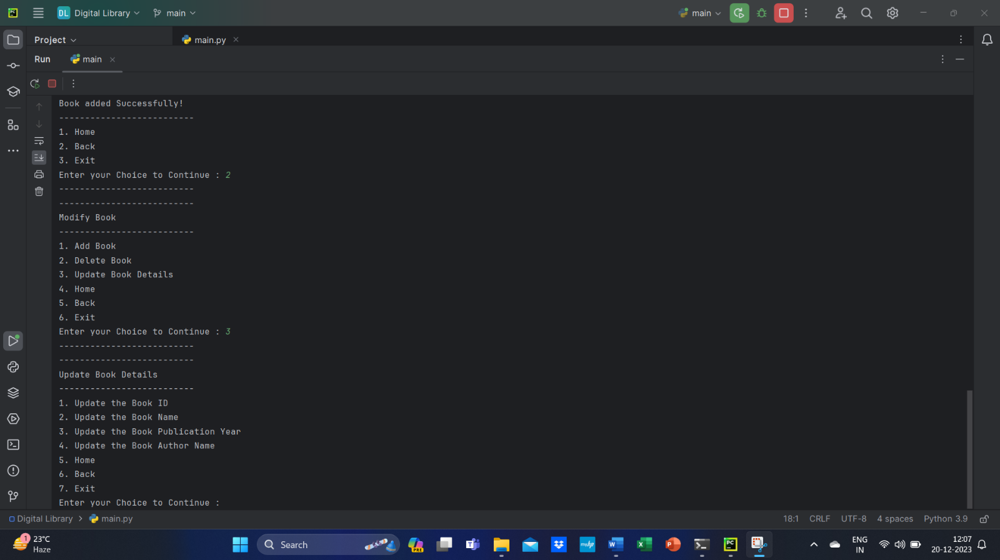 PC
DL Digital Library main main
Project main.py
Run main
Book added Successfully!
--------------------------
1. Home
2. Back
3. Exit
Enter your Choice to Continue : 2
--------------------------
--------------------------
Modify Book
--------------------------
1. Add Book
2. Delete Book
3. Update Book Details
4. Home
5. Back
6. Exit
Enter your Choice to Continue : 3
--------------------------
--------------------------
Update Book Details
--------------------------
1. Update the Book ID
2. Update the Book Name
3. Update the Book Publication Year
4. Update the Book Author Name
5. Home
6. Back
7. Exit
Enter your Choice to Continue :
Digital Library > main.py 18:1 CRLF UTF-8 4 spaces Python 3.9
1 23°C
Haze
Search
PRE
T
myhp
W
X
P
PC
ENG
IN
12:07
20-12-2023